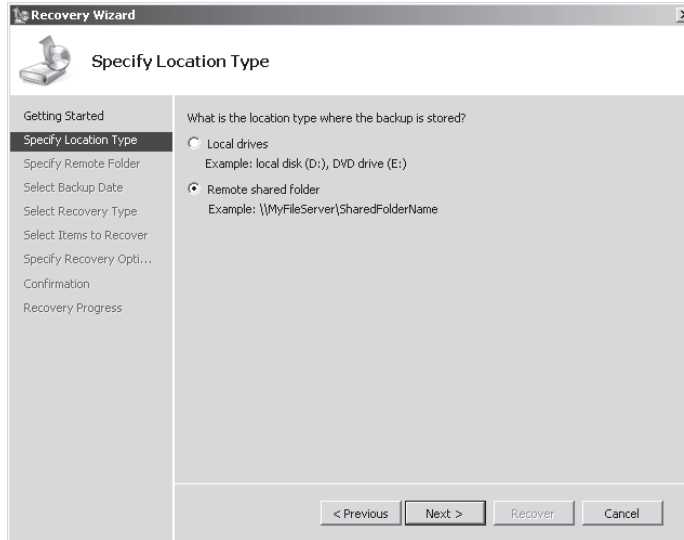 Recovery Wizard
Specify Location Type
Getting Started
Specify Location Type
Specify Remote Folder
Select Backup Date
Select Recovery Type
Select Items to Recover
Specify Recovery Opti...
Confirmation
Recovery Progress
What is the location type where the backup is stored?
Local drives
Example: local disk (D:), DVD drive (E:)
Remote shared folder
Example: \\MyFileServer\SharedFolderName
< Previous
Next >
Recover
Cancel